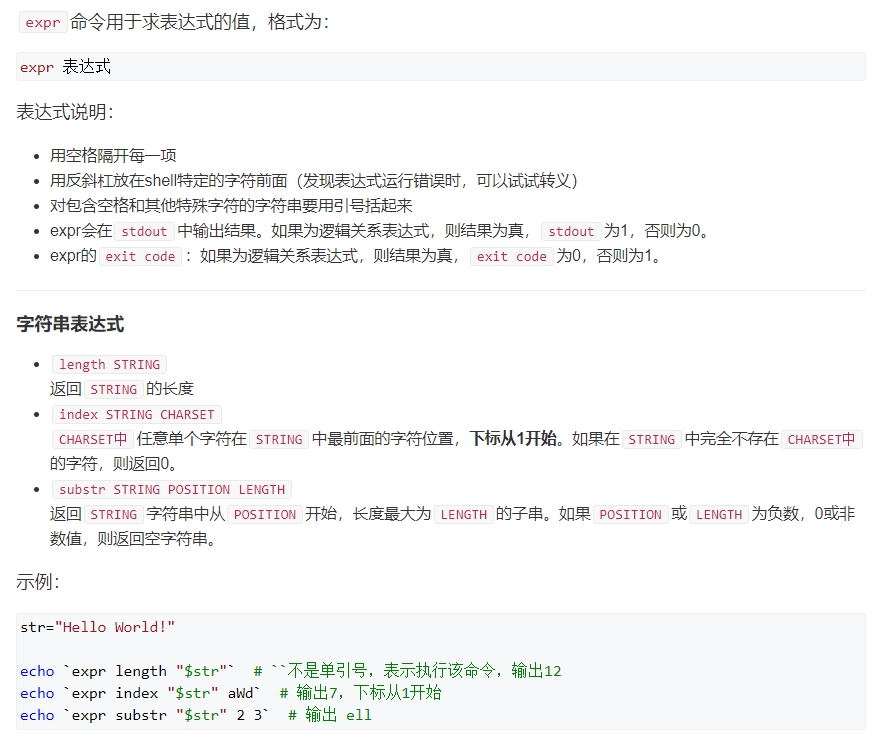 expr 命令用于求表达式的值，格式为：
expr 表达式
表达式说明：
用空格隔开每一项
用反斜杠放在shell特定的字符前面（发现表达式运行错误时，可以试试转义）
对包含空格和其他特殊字符的字符串要用引号括起来
expr会在 stdout 中输出结果。如果为逻辑关系表达式，则结果为真， stdout 为1，否则为0。
expr的 exit code ：如果为逻辑关系表达式，则结果为真， exit code 为0，否则为1。
字符串表达式
length STRING
返回 STRING 的长度
index STRING CHARSET
CHARSET中 任意单个字符在 STRING 中最前面的字符位置，下标从1开始。如果在 STRING 中完全不存在 CHARSET中
的字符，则返回0。
substr STRING POSITION LENGTH
返回 STRING 字符串中从 POSITION 开始，长度最大为 LENGTH 的子串。如果 POSITION 或 LENGTH 为负数，0或非
数值，则返回空字符串。
示例：
str="Hello World!"
echo `expr length "$str"`  # ``不是单引号，表示执行该命令，输出12
echo `expr index "$str" aWd`  # 输出7，下标从1开始
echo `expr substr "$str" 2 3`  # 输出 ell